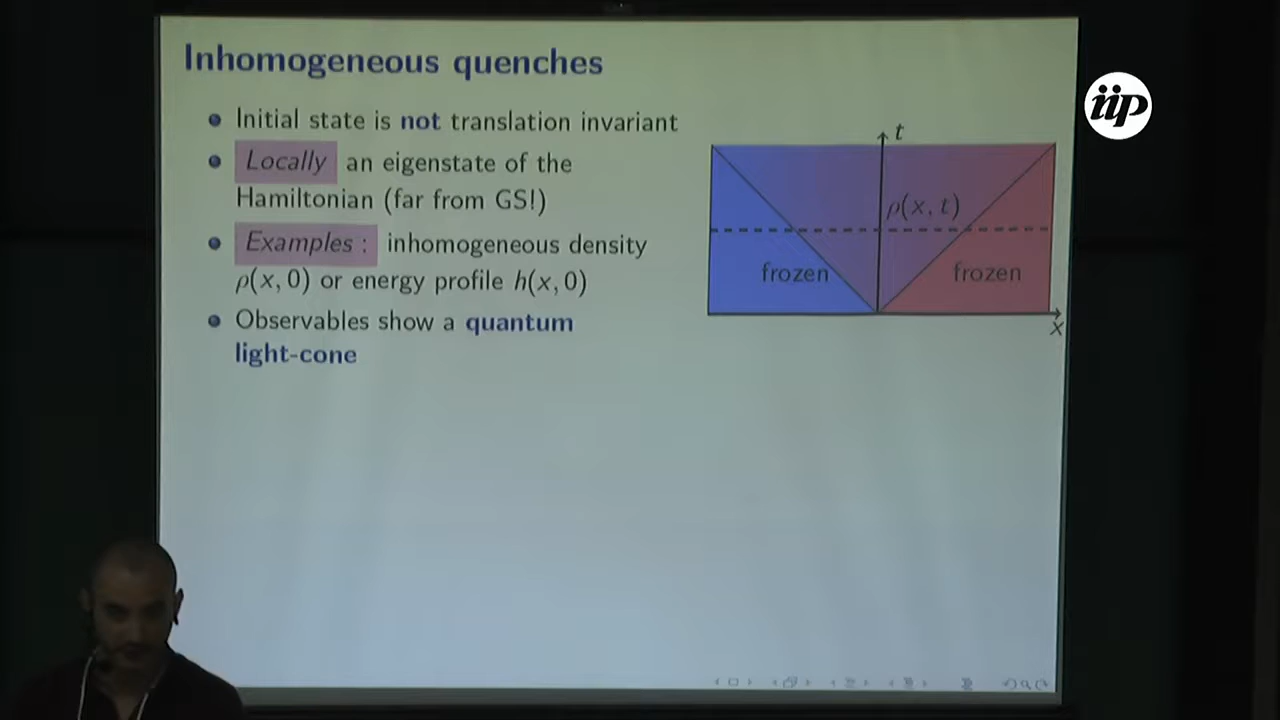 Inhomogeneous quenches
Initial state is not translation invariant
Locally an eigenstate of the
Hamiltonian (far from GS!)
Examples : inhomogeneous density
ρ(x, 0) or energy profile h(x, 0)
Observables show a quantum
light-cone
t
ρ(x, t)
frozen
frozen
x
iip